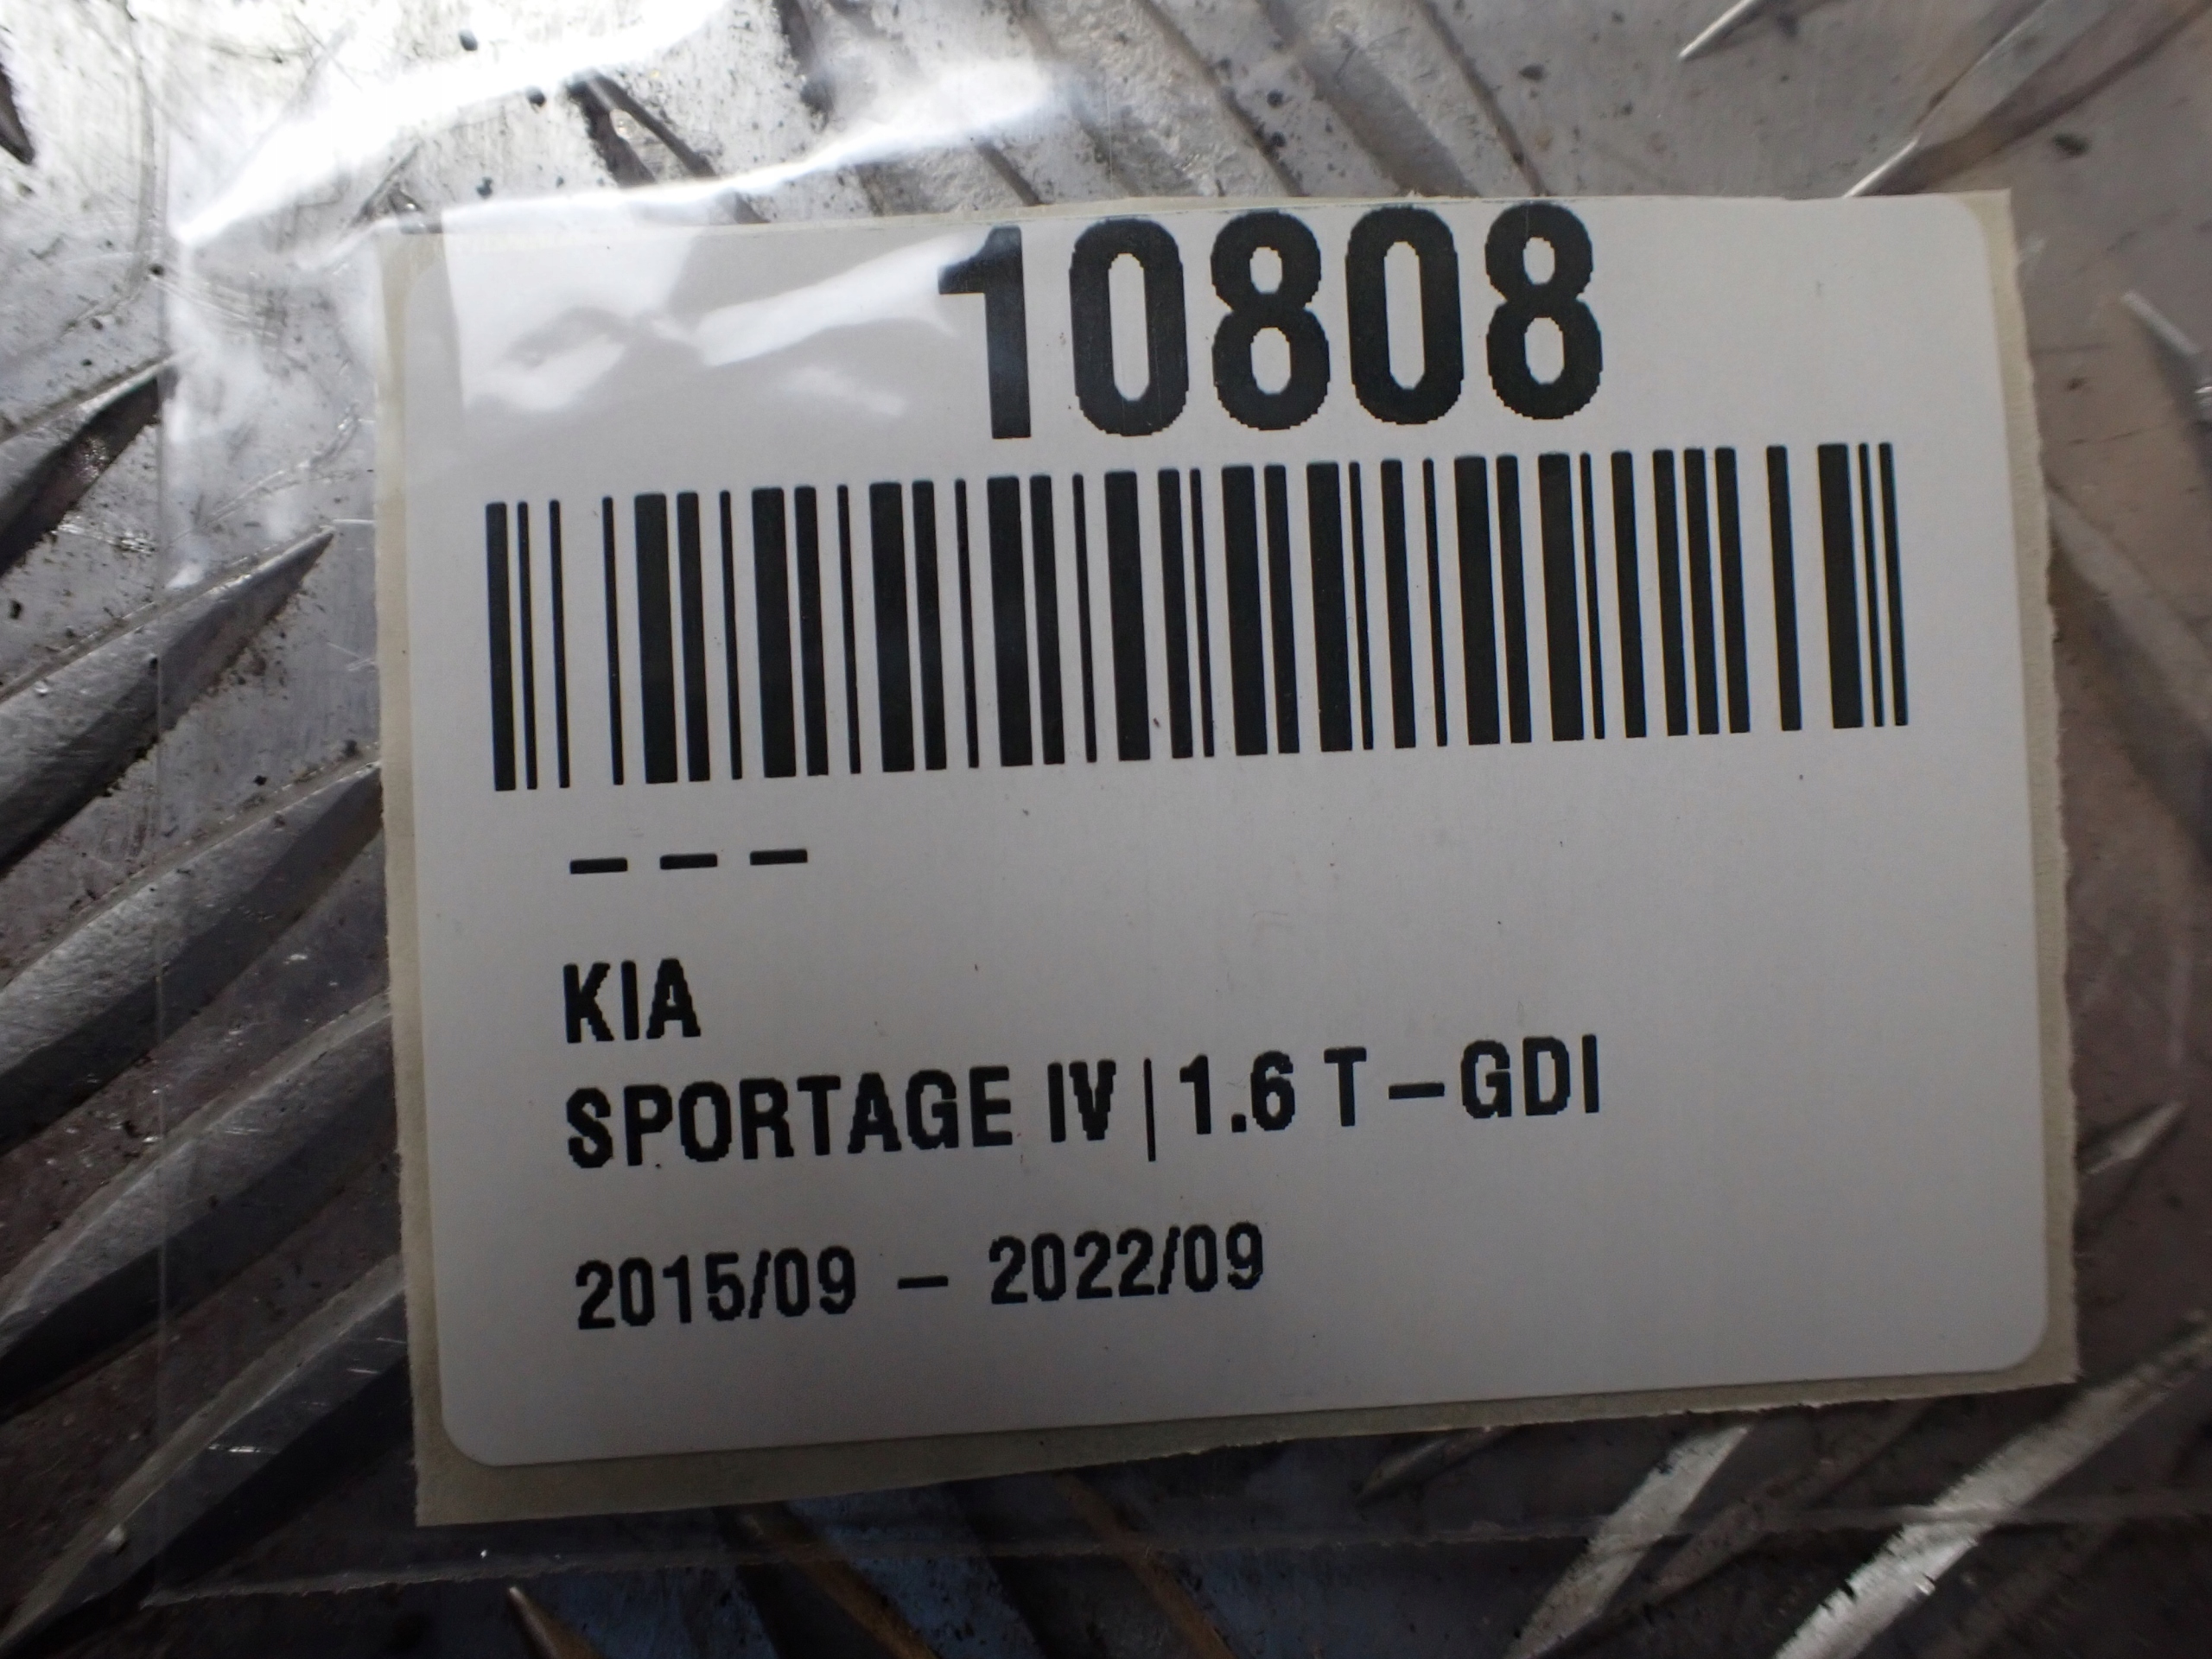 10808
– – –
KIA
SPORTAGE IV | 1.6 T–GDI
2015/09 – 2022/09